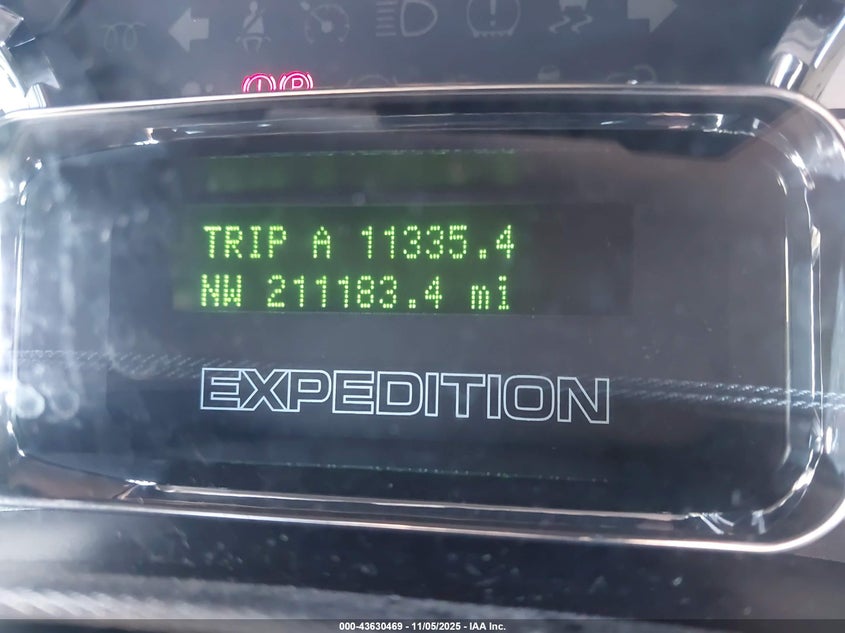 TRIP A 11335.4
NW 211183.4 mi
EXPEDITION
000-43630469 - 11/05/2025 - IAA Inc.